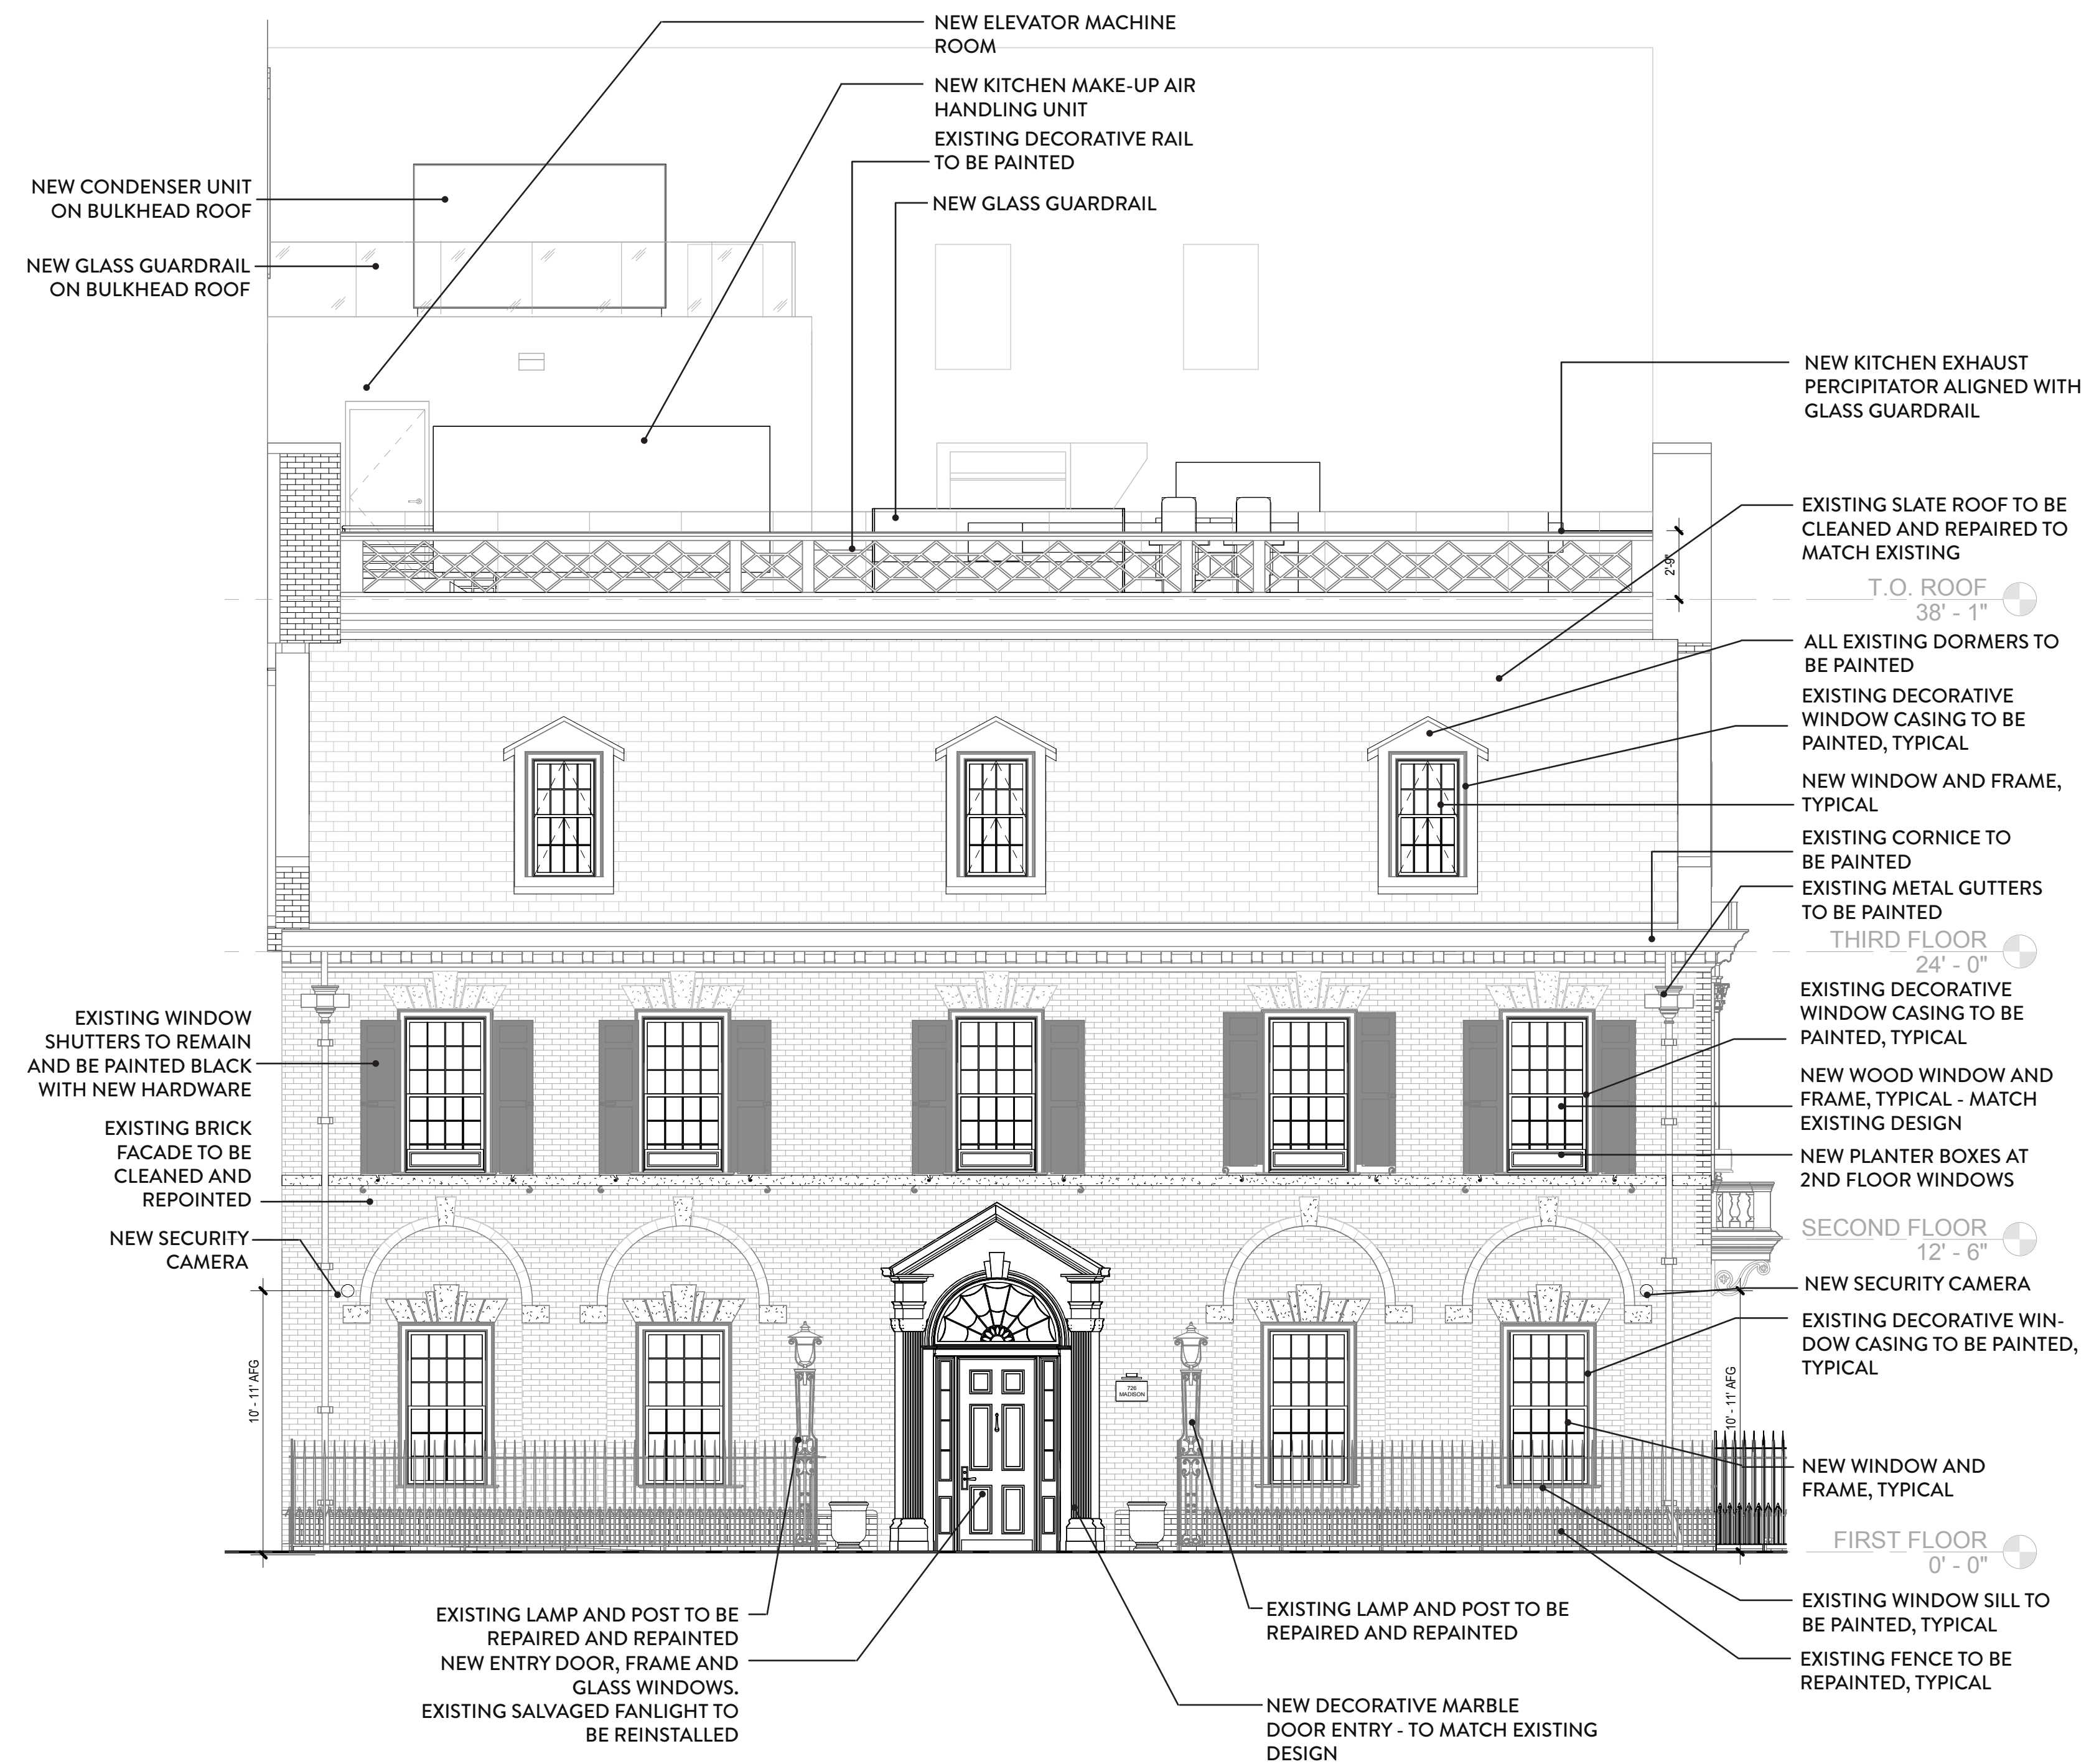 NEW ELEVATOR MACHINE
ROOM
NEW KITCHEN MAKE-UP AIR
HANDLING UNIT
EXISTING DECORATIVE RAIL
TO BE PAINTED
NEW GLASS GUARDRAIL
NEW CONDENSER UNIT
ON BULKHEAD ROOF
NEW GLASS GUARDRAIL
ON BULKHEAD ROOF
NEW KITCHEN EXHAUST
PERCIPITATOR ALIGNED WITH
GLASS GUARDRAIL
EXISTING SLATE ROOF TO BE
CLEANED AND REPAIRED TO
MATCH EXISTING
2'-9"
T.O. ROOF
38' - 1"
ALL EXISTING DORMERS TO
BE PAINTED
EXISTING DECORATIVE
WINDOW CASING TO BE
PAINTED, TYPICAL
NEW WINDOW AND FRAME,
TYPICAL
EXISTING CORNICE TO
BE PAINTED
EXISTING METAL GUTTERS
TO BE PAINTED
THIRD FLOOR
24' - 0"
EXISTING DECORATIVE
WINDOW CASING TO BE
PAINTED, TYPICAL
NEW WOOD WINDOW AND
FRAME, TYPICAL - MATCH
EXISTING DESIGN
NEW PLANTER BOXES AT
2ND FLOOR WINDOWS
EXISTING WINDOW
SHUTTERS TO REMAIN
AND BE PAINTED BLACK
WITH NEW HARDWARE
EXISTING BRICK
FACADE TO BE
CLEANED AND
REPOINTED
NEW SECURITY
CAMERA
SECOND FLOOR
12' - 6"
NEW SECURITY CAMERA
EXISTING DECORATIVE WIN-
DOW CASING TO BE PAINTED,
TYPICAL
10' - 11' AFG
726
MADISON
10' - 11' AFG
NEW WINDOW AND
FRAME, TYPICAL
FIRST FLOOR
0' - 0"
EXISTING WINDOW SILL TO
BE PAINTED, TYPICAL
EXISTING FENCE TO BE
REPAINTED, TYPICAL
EXISTING LAMP AND POST TO BE
REPAIRED AND REPAINTED
NEW ENTRY DOOR, FRAME AND
GLASS WINDOWS.
EXISTING SALVAGED FANLIGHT TO
BE REINSTALLED
EXISTING LAMP AND POST TO BE
REPAIRED AND REPAINTED
NEW DECORATIVE MARBLE
DOOR ENTRY - TO MATCH EXISTING
DESIGN